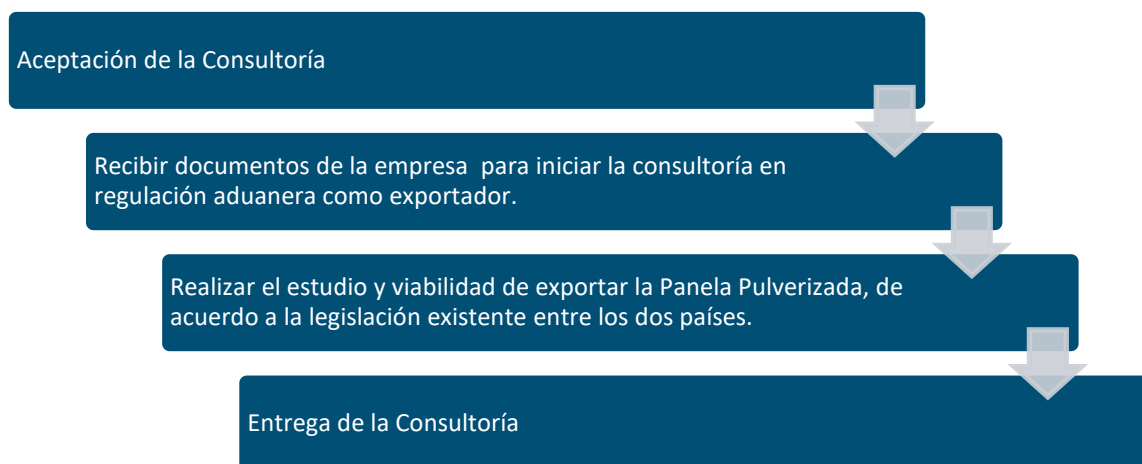 Aceptación de la Consultoría
Recibir documentos de la empresa  para iniciar la consultoría en
regulación aduanera como exportador.
Realizar el estudio y viabilidad de exportar la Panela Pulverizada, de
acuerdo a la legislación existente entre los dos países.
Entrega de la Consultoría